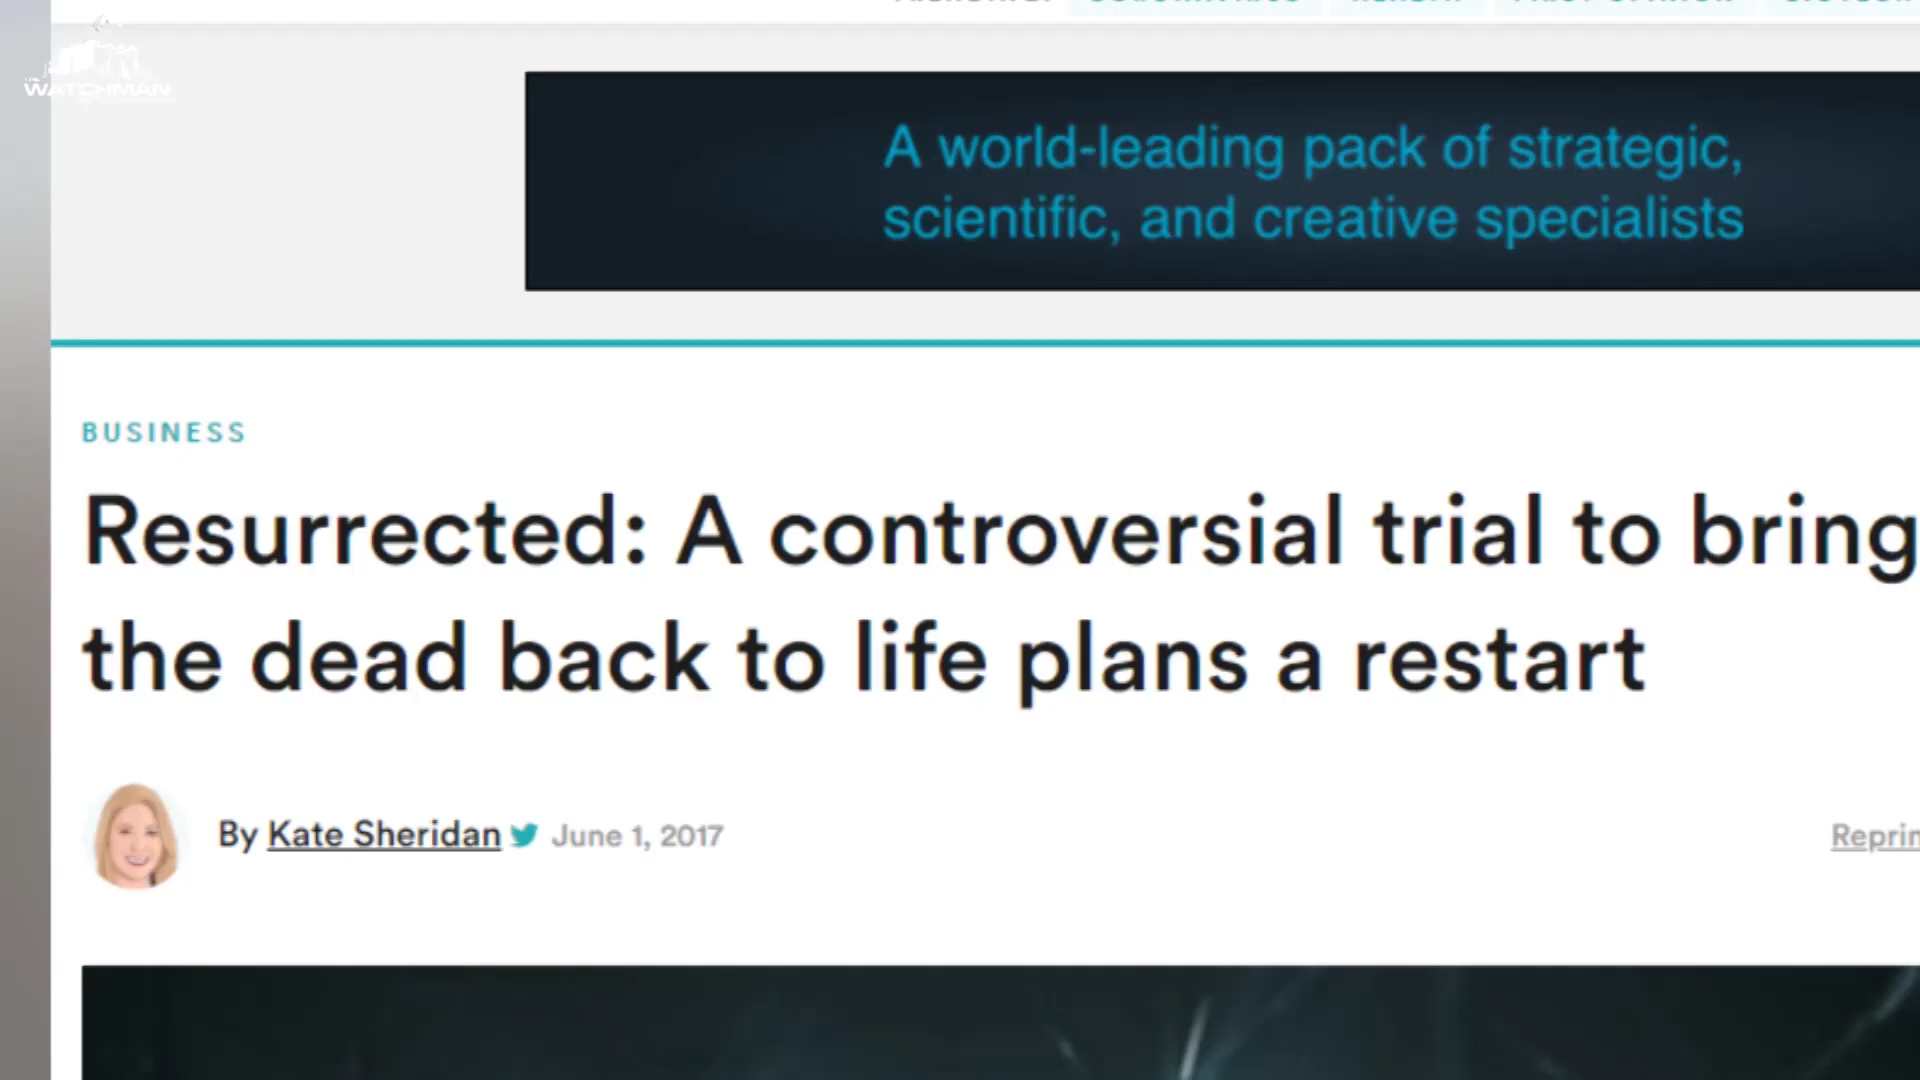 WATCHMAN
A world-leading pack of strategic,
scientific, and creative specialists
BUSINESS
Resurrected: A controversial trial to bring
the dead back to life plans a restart
By Kate Sheridan June 1, 2017